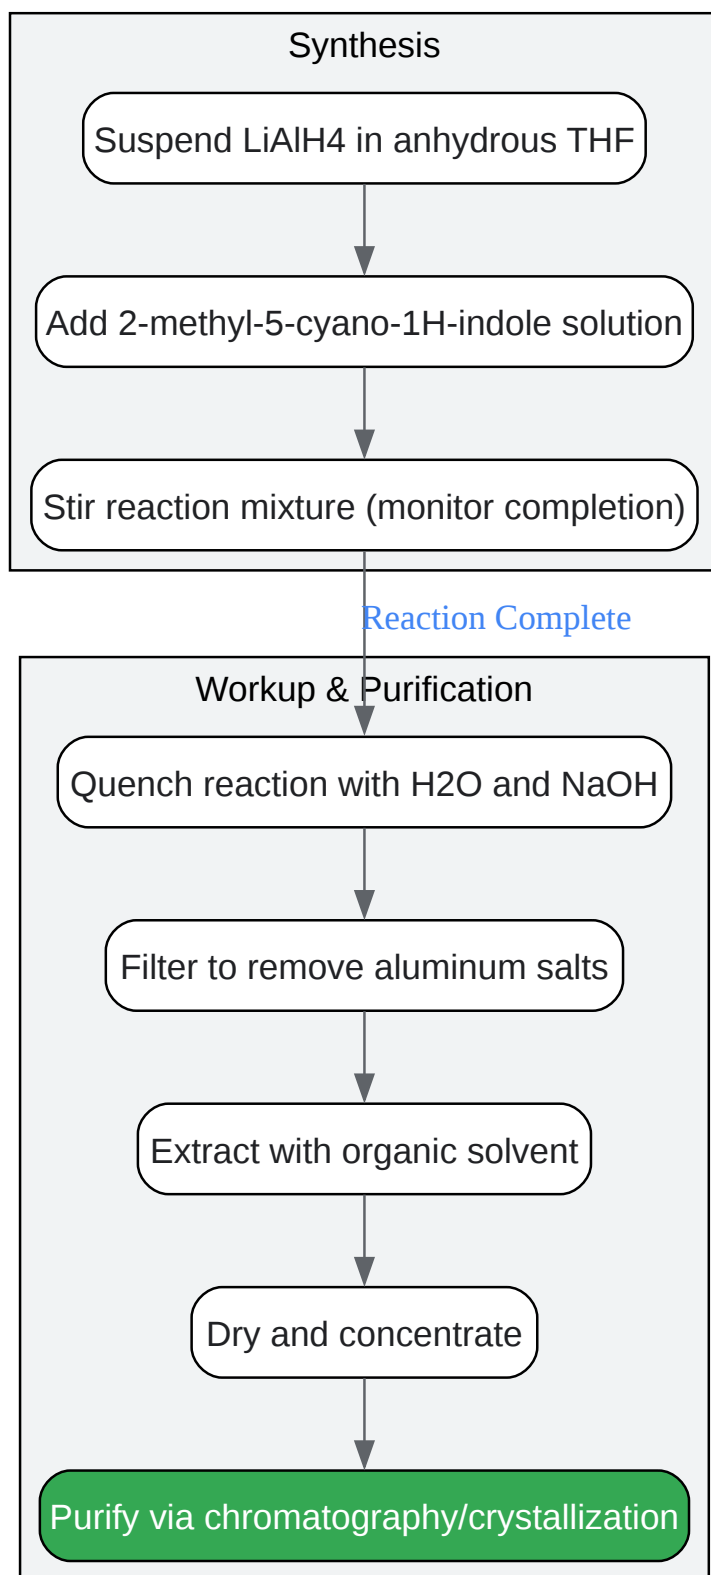 Synthesis
Suspend LiAlH4 in anhydrous THF
Add 2-methyl-5-cyano-1H-indole solution
Stir reaction mixture (monitor completion)
Reaction Complete
Workup & Purification
Quench reaction with H2O and NaOH
Filter to remove aluminum salts
Extract with organic solvent
Dry and concentrate
Purify via chromatography/crystallization